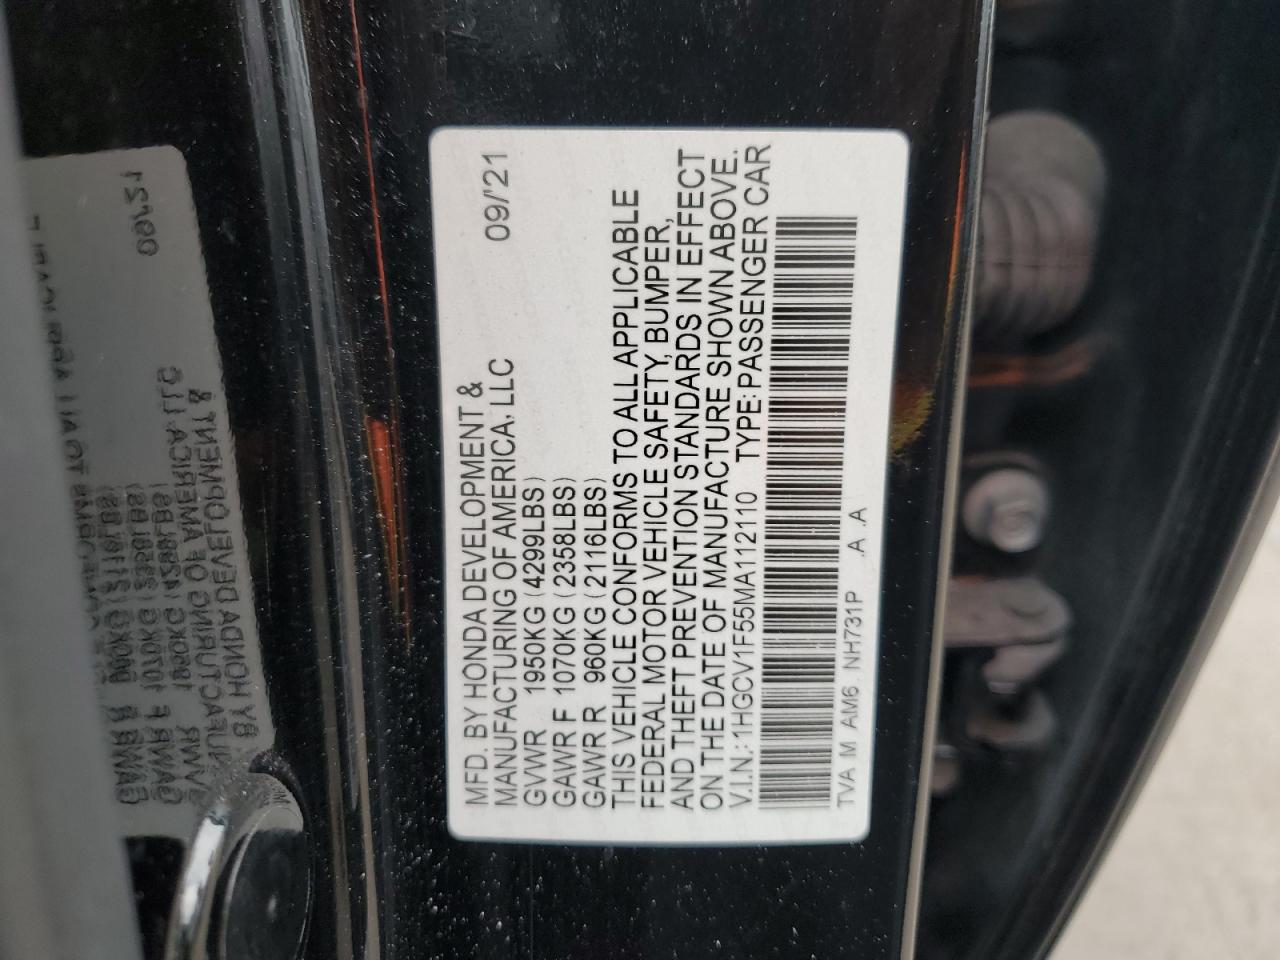 MFD. BY HONDA DEVELOPMENT &
MANUFACTURING OF AMERICA, LLC 09/'21
GVWR 1950KG (4299LBS)
GAWR F 1070KG (2358LBS)
GAWR R 960KG (2116LBS)
THIS VEHICLE CONFORMS TO ALL APPLICABLE
FEDERAL MOTOR VEHICLE SAFETY, BUMPER,
AND THEFT PREVENTION STANDARDS IN EFFECT
ON THE DATE OF MANUFACTURE SHOWN ABOVE.
V.I.N.: 1HGCV1F55MA112110 TYPE: PASSENGER CAR
TVA M AM6 . NH731P .A .A